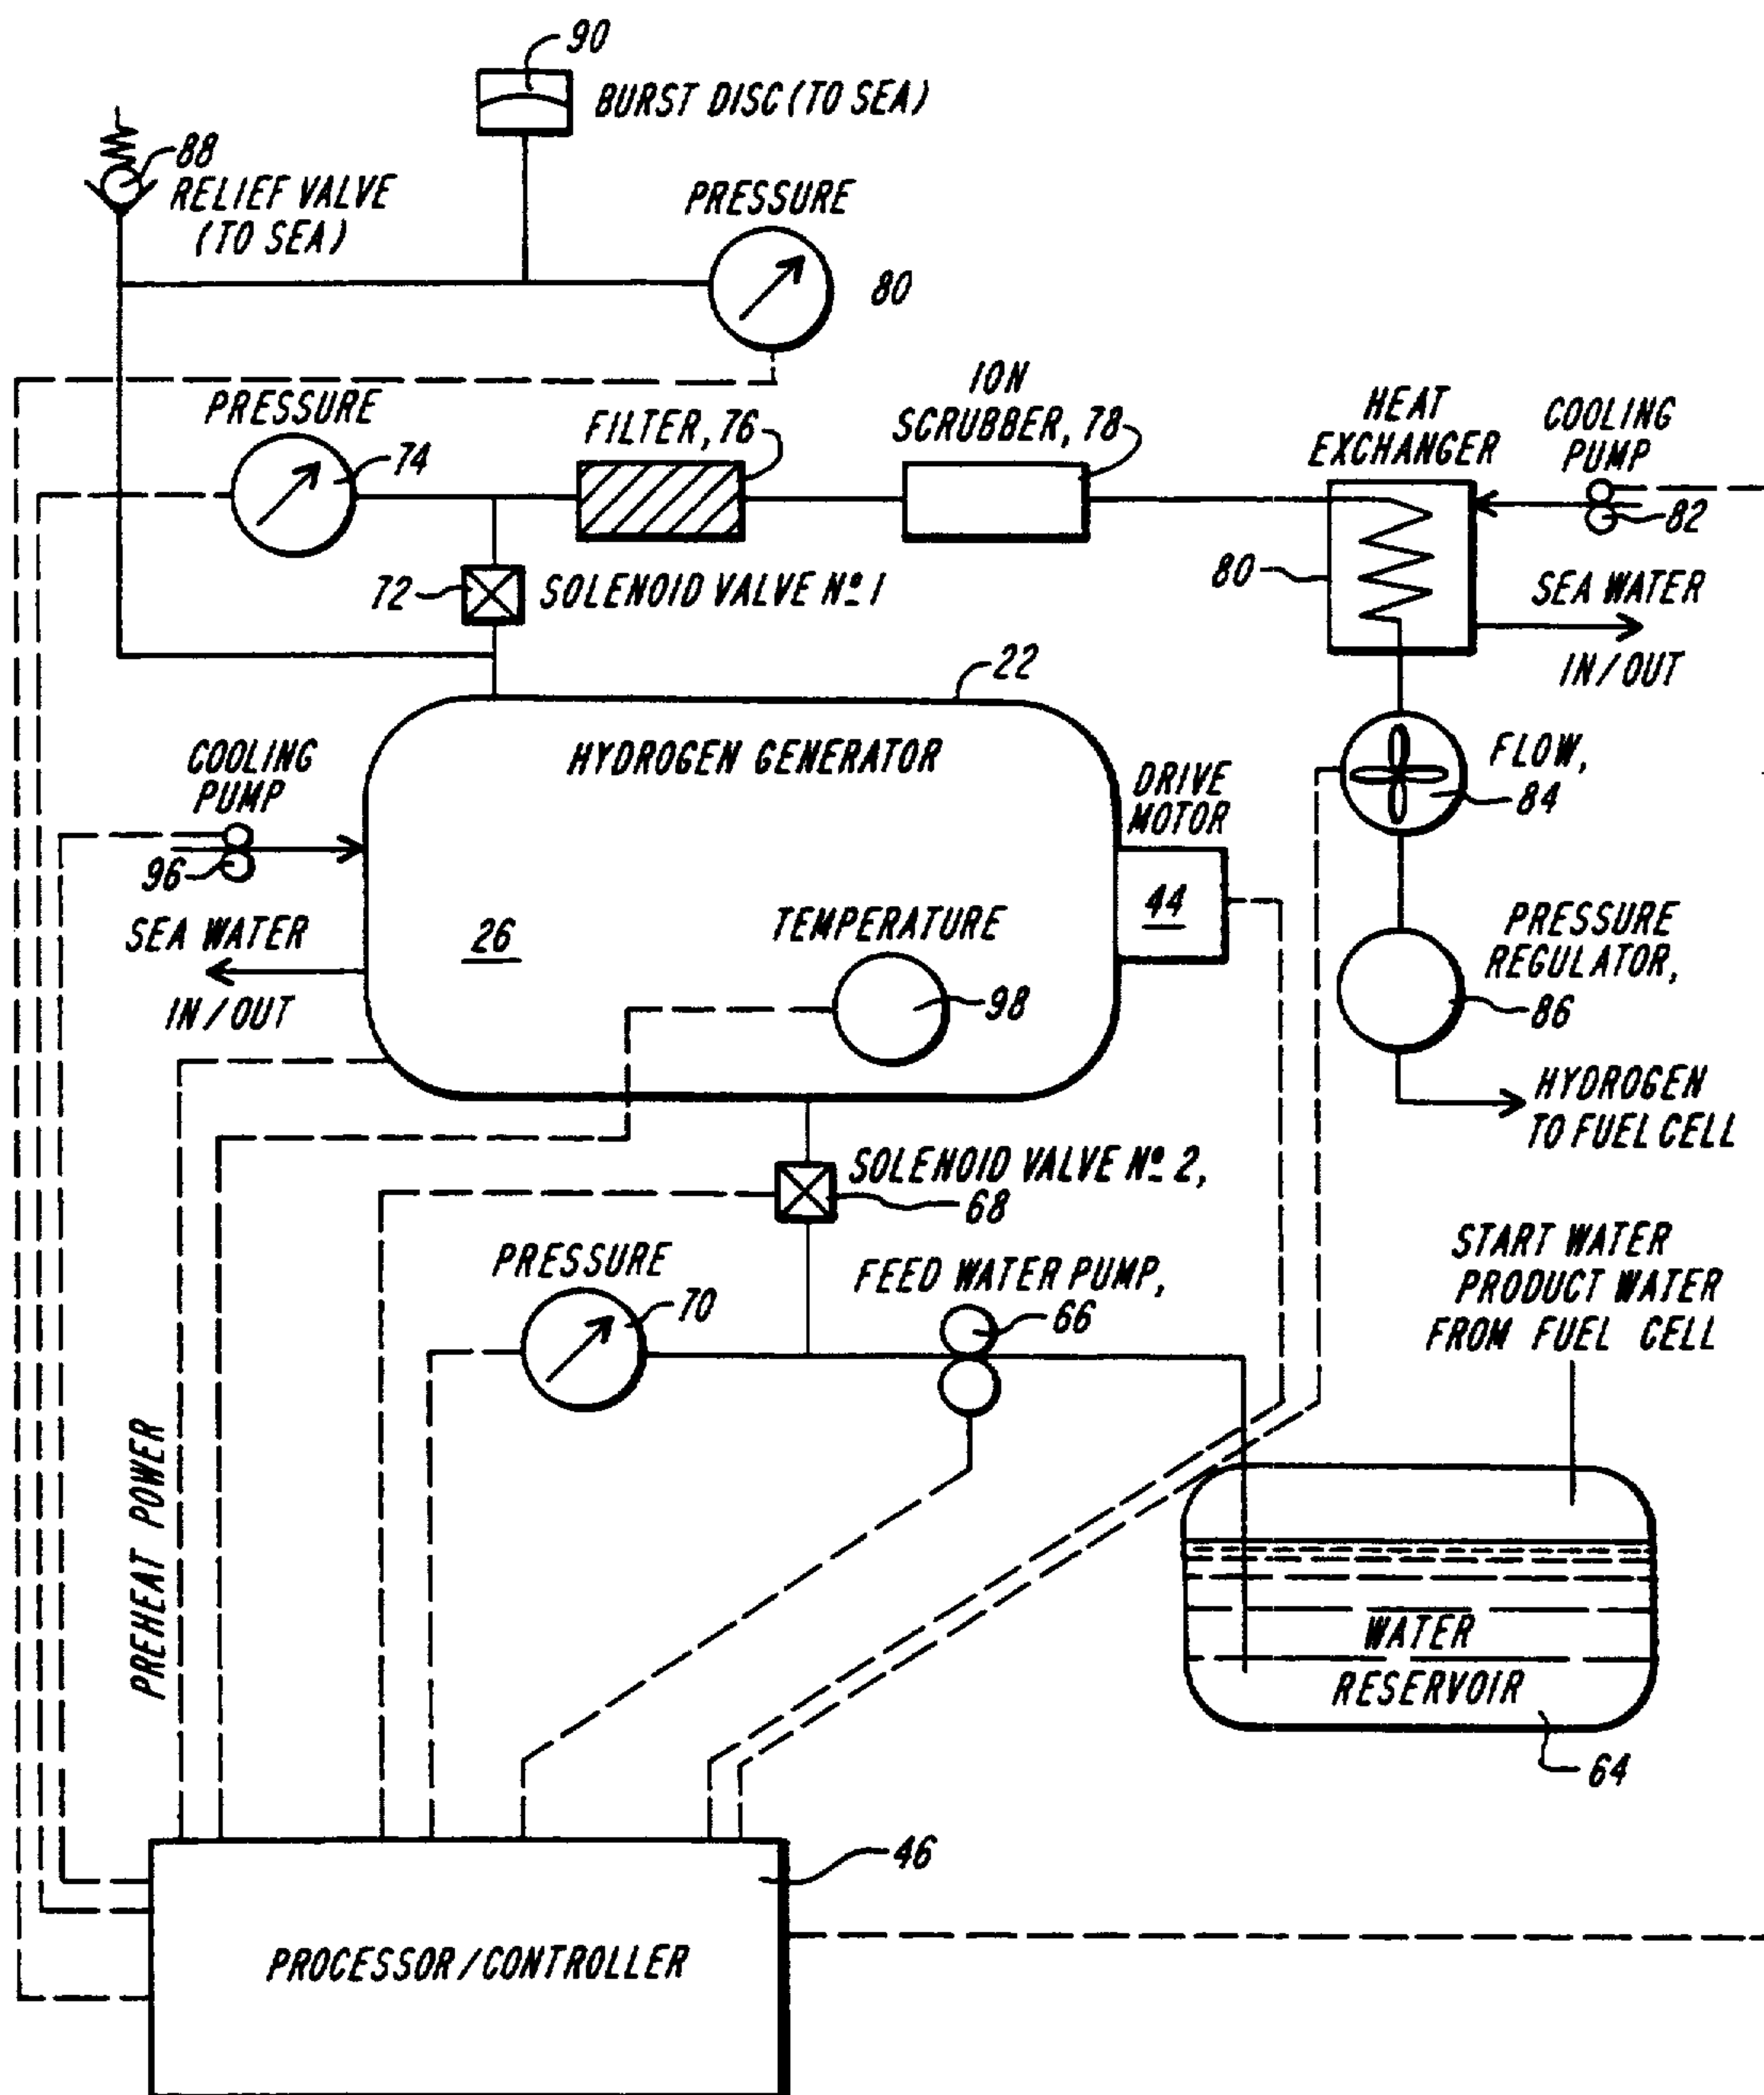 90
BURST DISC (TO SEA)
88
RELIEF VALVE
(TO SEA)
PRESSURE
80
PRESSURE
74
FILTER, 76
ION
SCRUBBER, 78
HEAT
EXCHANGER
COOLING
PUMP
82
80
SEA WATER
IN/OUT
72
SOLENOID VALVE Nº 1
22
HYDROGEN GENERATOR
COOLING
PUMP
96
SEA WATER
IN/OUT
26
TEMPERATURE
98
DRIVE
MOTOR
44
FLOW,
84
PRESSURE
REGULATOR,
86
HYDROGEN
TO FUEL CELL
SOLENOID VALVE Nº 2,
68
PRESSURE
70
FEED WATER PUMP,
66
START WATER
PRODUCT WATER
FROM FUEL CELL
PREHEAT POWER
WATER
RESERVOIR
64
46
PROCESSOR/CONTROLLER